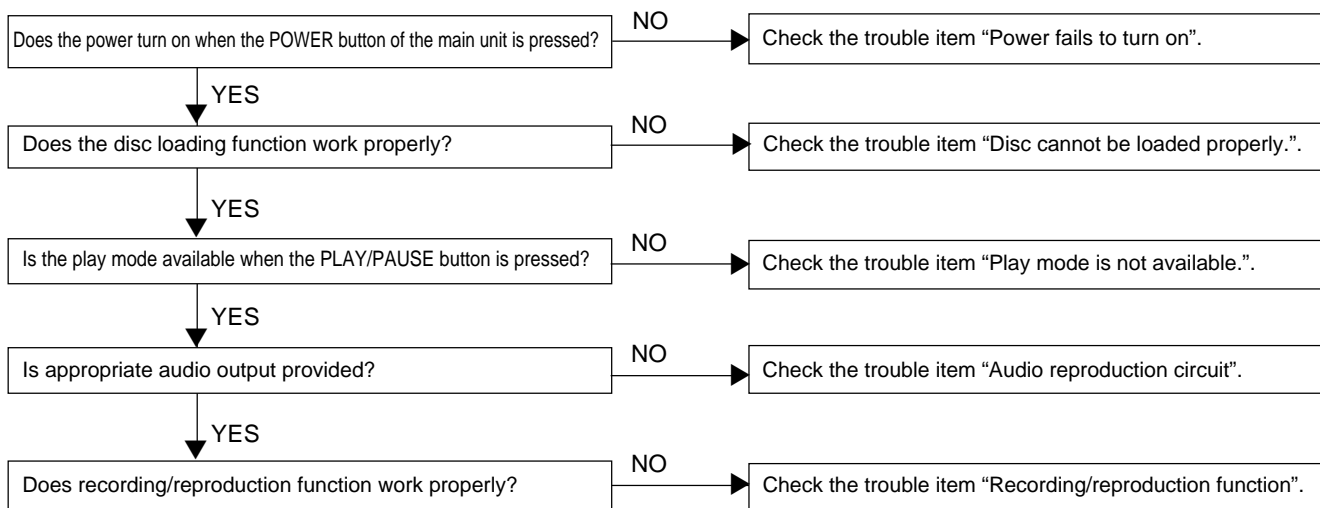 Does the power turn on when the POWER button of the main unit is pressed?
NO
Check the trouble item “Power fails to turn on”.
YES
Does the disc loading function work properly?
NO
Check the trouble item “Disc cannot be loaded properly.”.
YES
Is the play mode available when the PLAY/PAUSE button is pressed?
NO
Check the trouble item “Play mode is not available.”.
YES
Is appropriate audio output provided?
NO
Check the trouble item “Audio reproduction circuit”.
YES
Does recording/reproduction function work properly?
NO
Check the trouble item “Recording/reproduction function”.